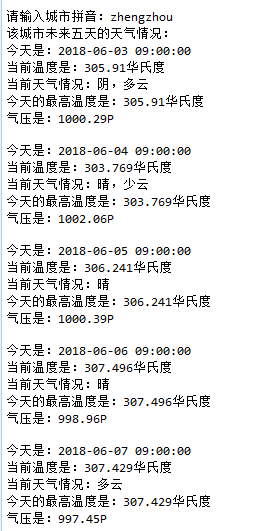 请输入城市拼音：zhengzhou
该城市未来五天的天气情况：
今天是：2018-06-03 09:00:00
当前温度是：305.91华氏度
当前天气情况：阴，多云
今天的最高温度是：305.91华氏度
气压是：1000.29P
今天是：2018-06-04 09:00:00
当前温度是：303.769华氏度
当前天气情况：晴，少云
今天的最高温度是：303.769华氏度
气压是：1002.06P
今天是：2018-06-05 09:00:00
当前温度是：306.241华氏度
当前天气情况：晴
今天的最高温度是：306.241华氏度
气压是：1000.39P
今天是：2018-06-06 09:00:00
当前温度是：307.496华氏度
当前天气情况：晴
今天的最高温度是：307.496华氏度
气压是：998.96P
今天是：2018-06-07 09:00:00
当前温度是：307.429华氏度
当前天气情况：多云
今天的最高温度是：307.429华氏度
气压是：997.45P